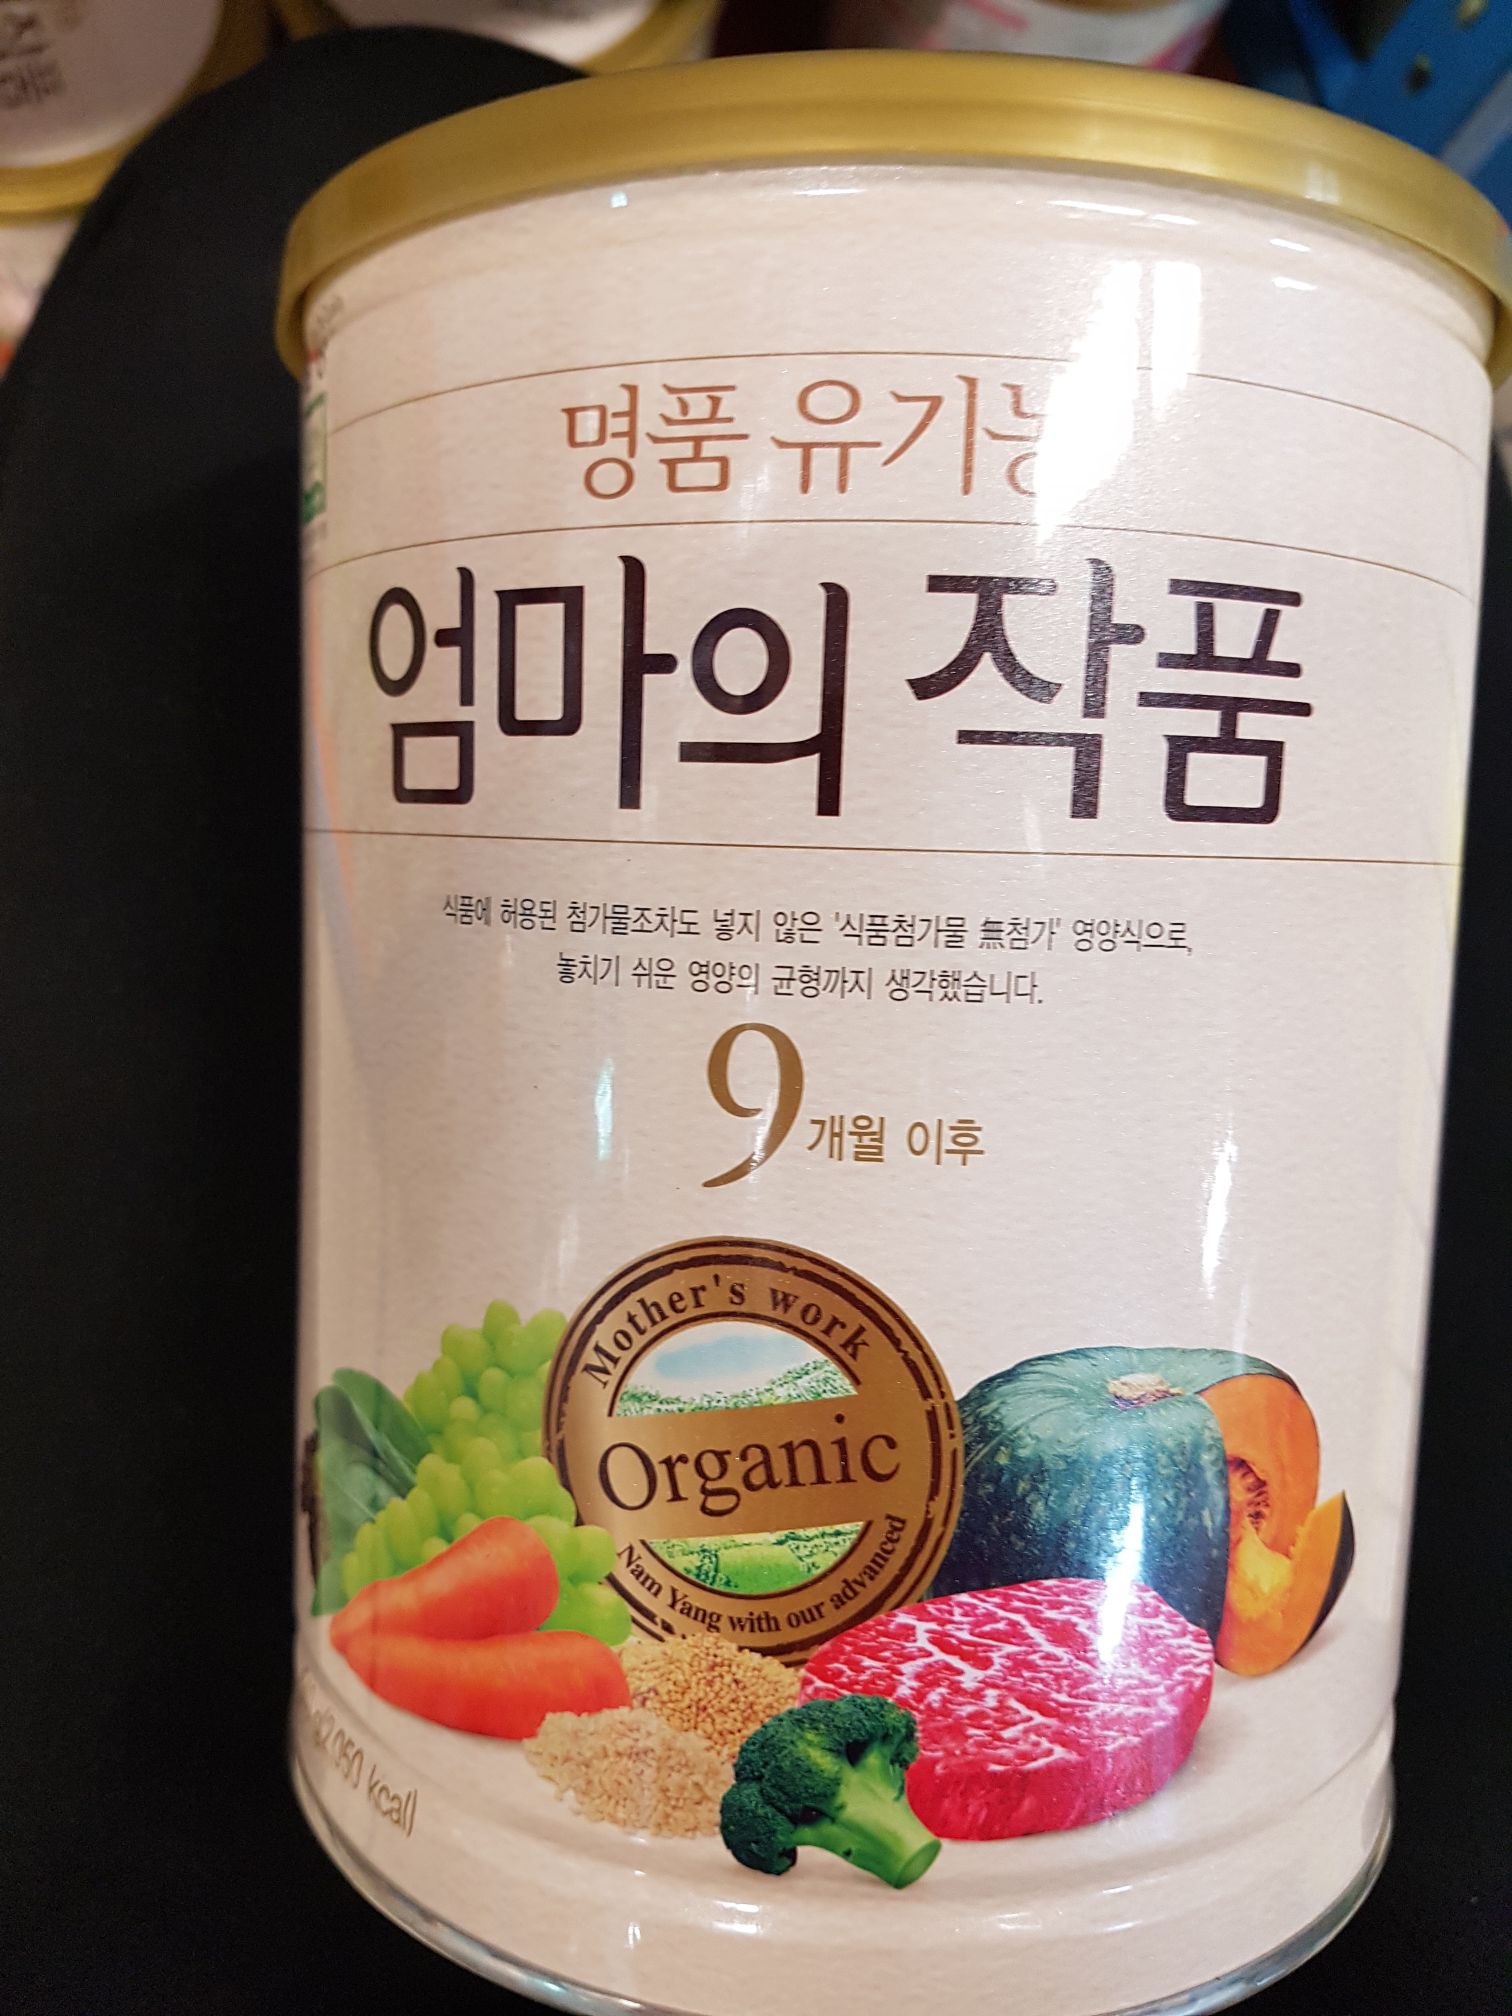 명품 유기농
엄마의 작품
식품에 허용된 첨가물조차도 넣지 않은 '식품첨가물 無첨가' 영양식으로,
놓치기 쉬운 영양의 균형까지 생각했습니다.
9개월 이후
Mother's work
Organic
Nam Yang with our advanced
2,050 kcal)